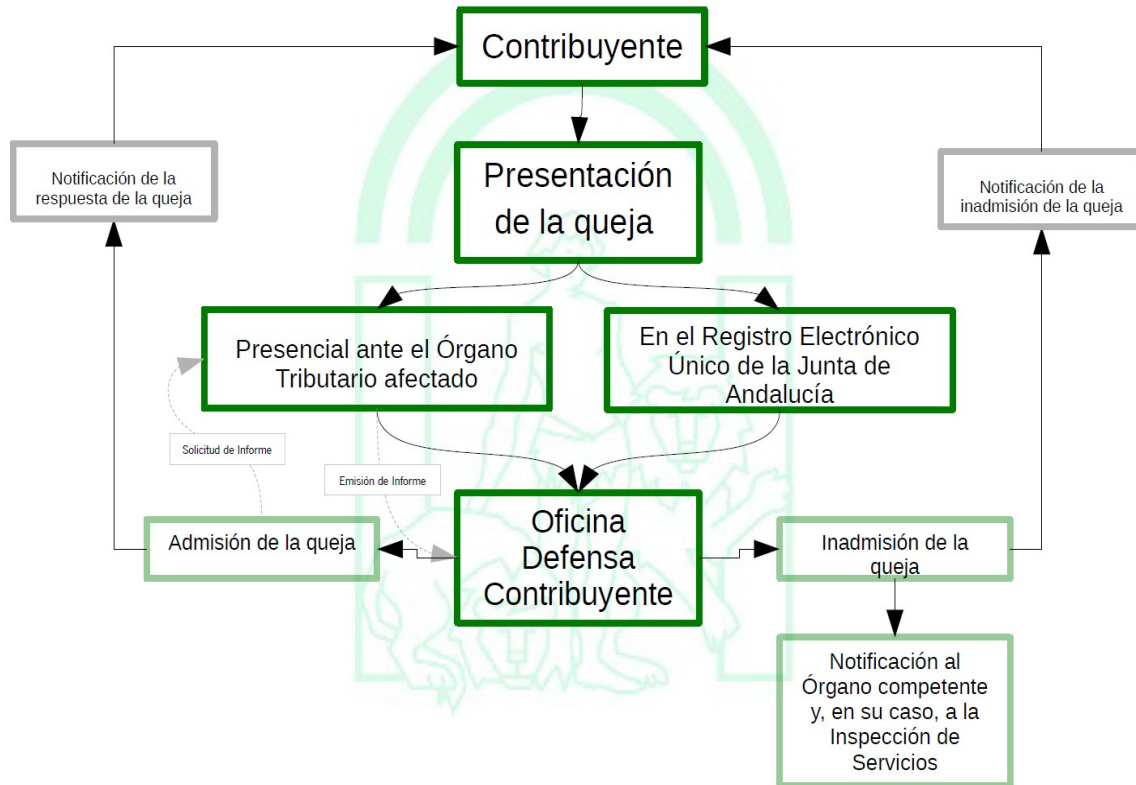 Contribuyente
Presentación
de la queja
Notificación de la
respuesta de la queja
Notificación de la
inadmisión de la queja
Presencial ante el Órgano
Tributario afectado
En el Registro Electrónico
Único de la Junta de
Andalucía
Solicitud de Informe
Emisión de Informe
Admisión de la queja
Oficina
Defensa
Contribuyente
Inadmisión de la
queja
Notificación al
Órgano competente
y, en su caso, a la
Inspección de
Servicios